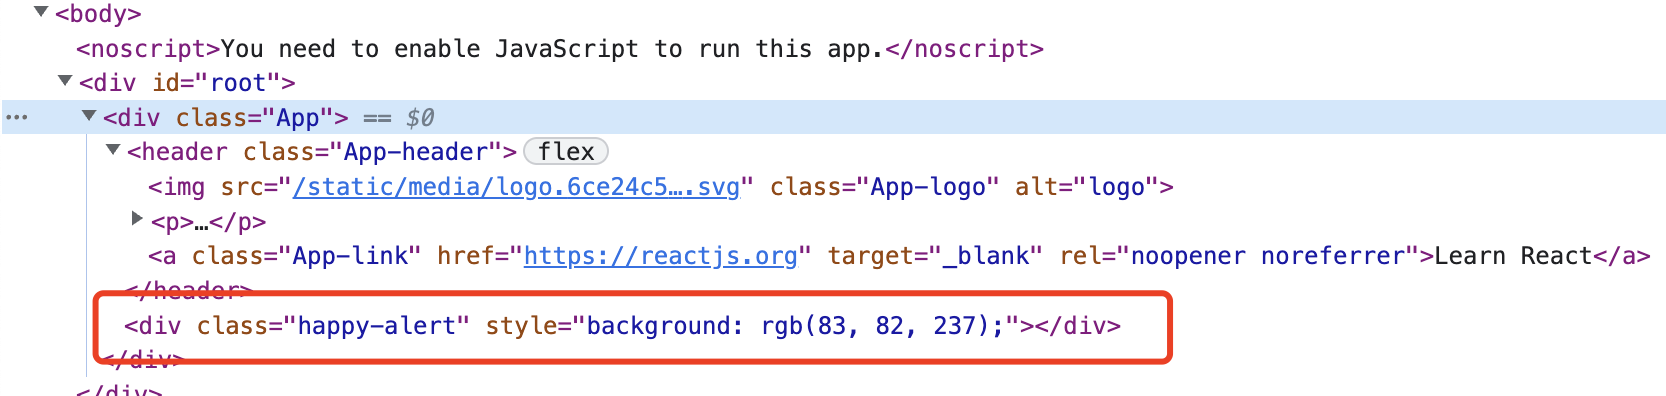 <body>
<noscript>You need to enable JavaScript to run this app.</noscript>
<div id="root">
<div class="App"> == $0
<header class="App-header"> flex
<img src="/static/media/logo.6ce24c5….svg" class="App-logo" alt="logo">
<p>…</p>
<a class="App-link" href="https://reactjs.org" target="_blank" rel="noopener noreferrer">Learn React</a>
</header>
<div class="happy-alert" style="background: rgb(83, 82, 237);"></div>
</div>
</div>